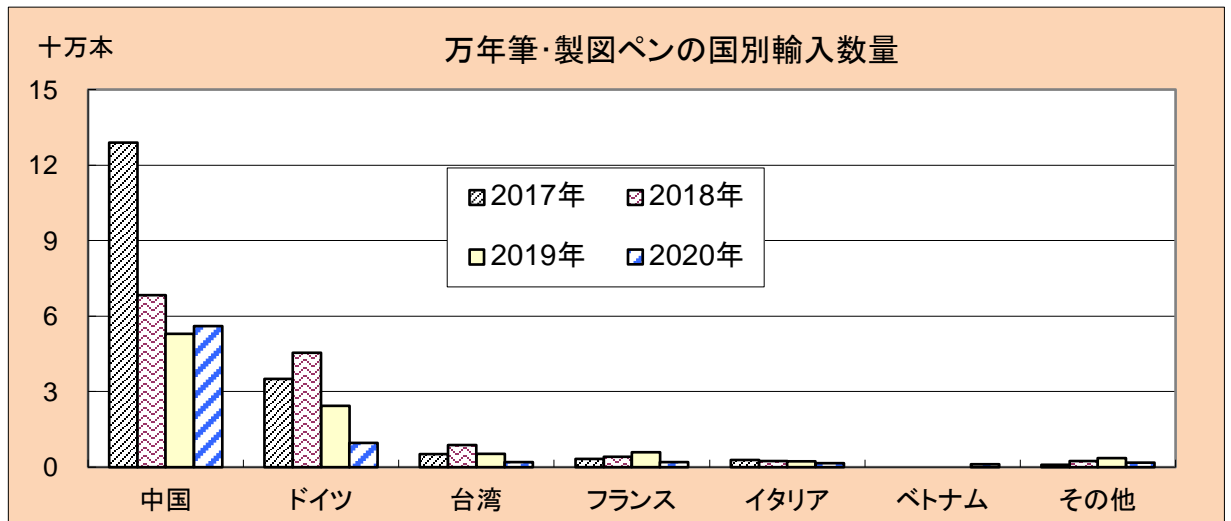 十万本
万年筆･製図ペンの国別輸入数量
15
12
9
6
3
0
2017年 2018年
2019年 2020年
中国 ドイツ 台湾 フランス イタリア ベトナム その他